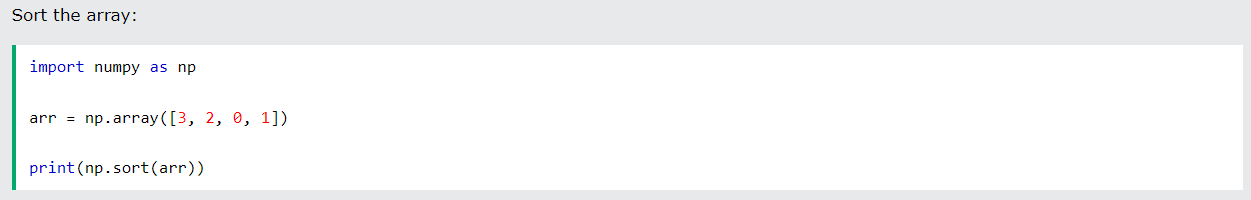 Sort the array:
import numpy as np
arr = np.array([3, 2, 0, 1])
print(np.sort(arr))